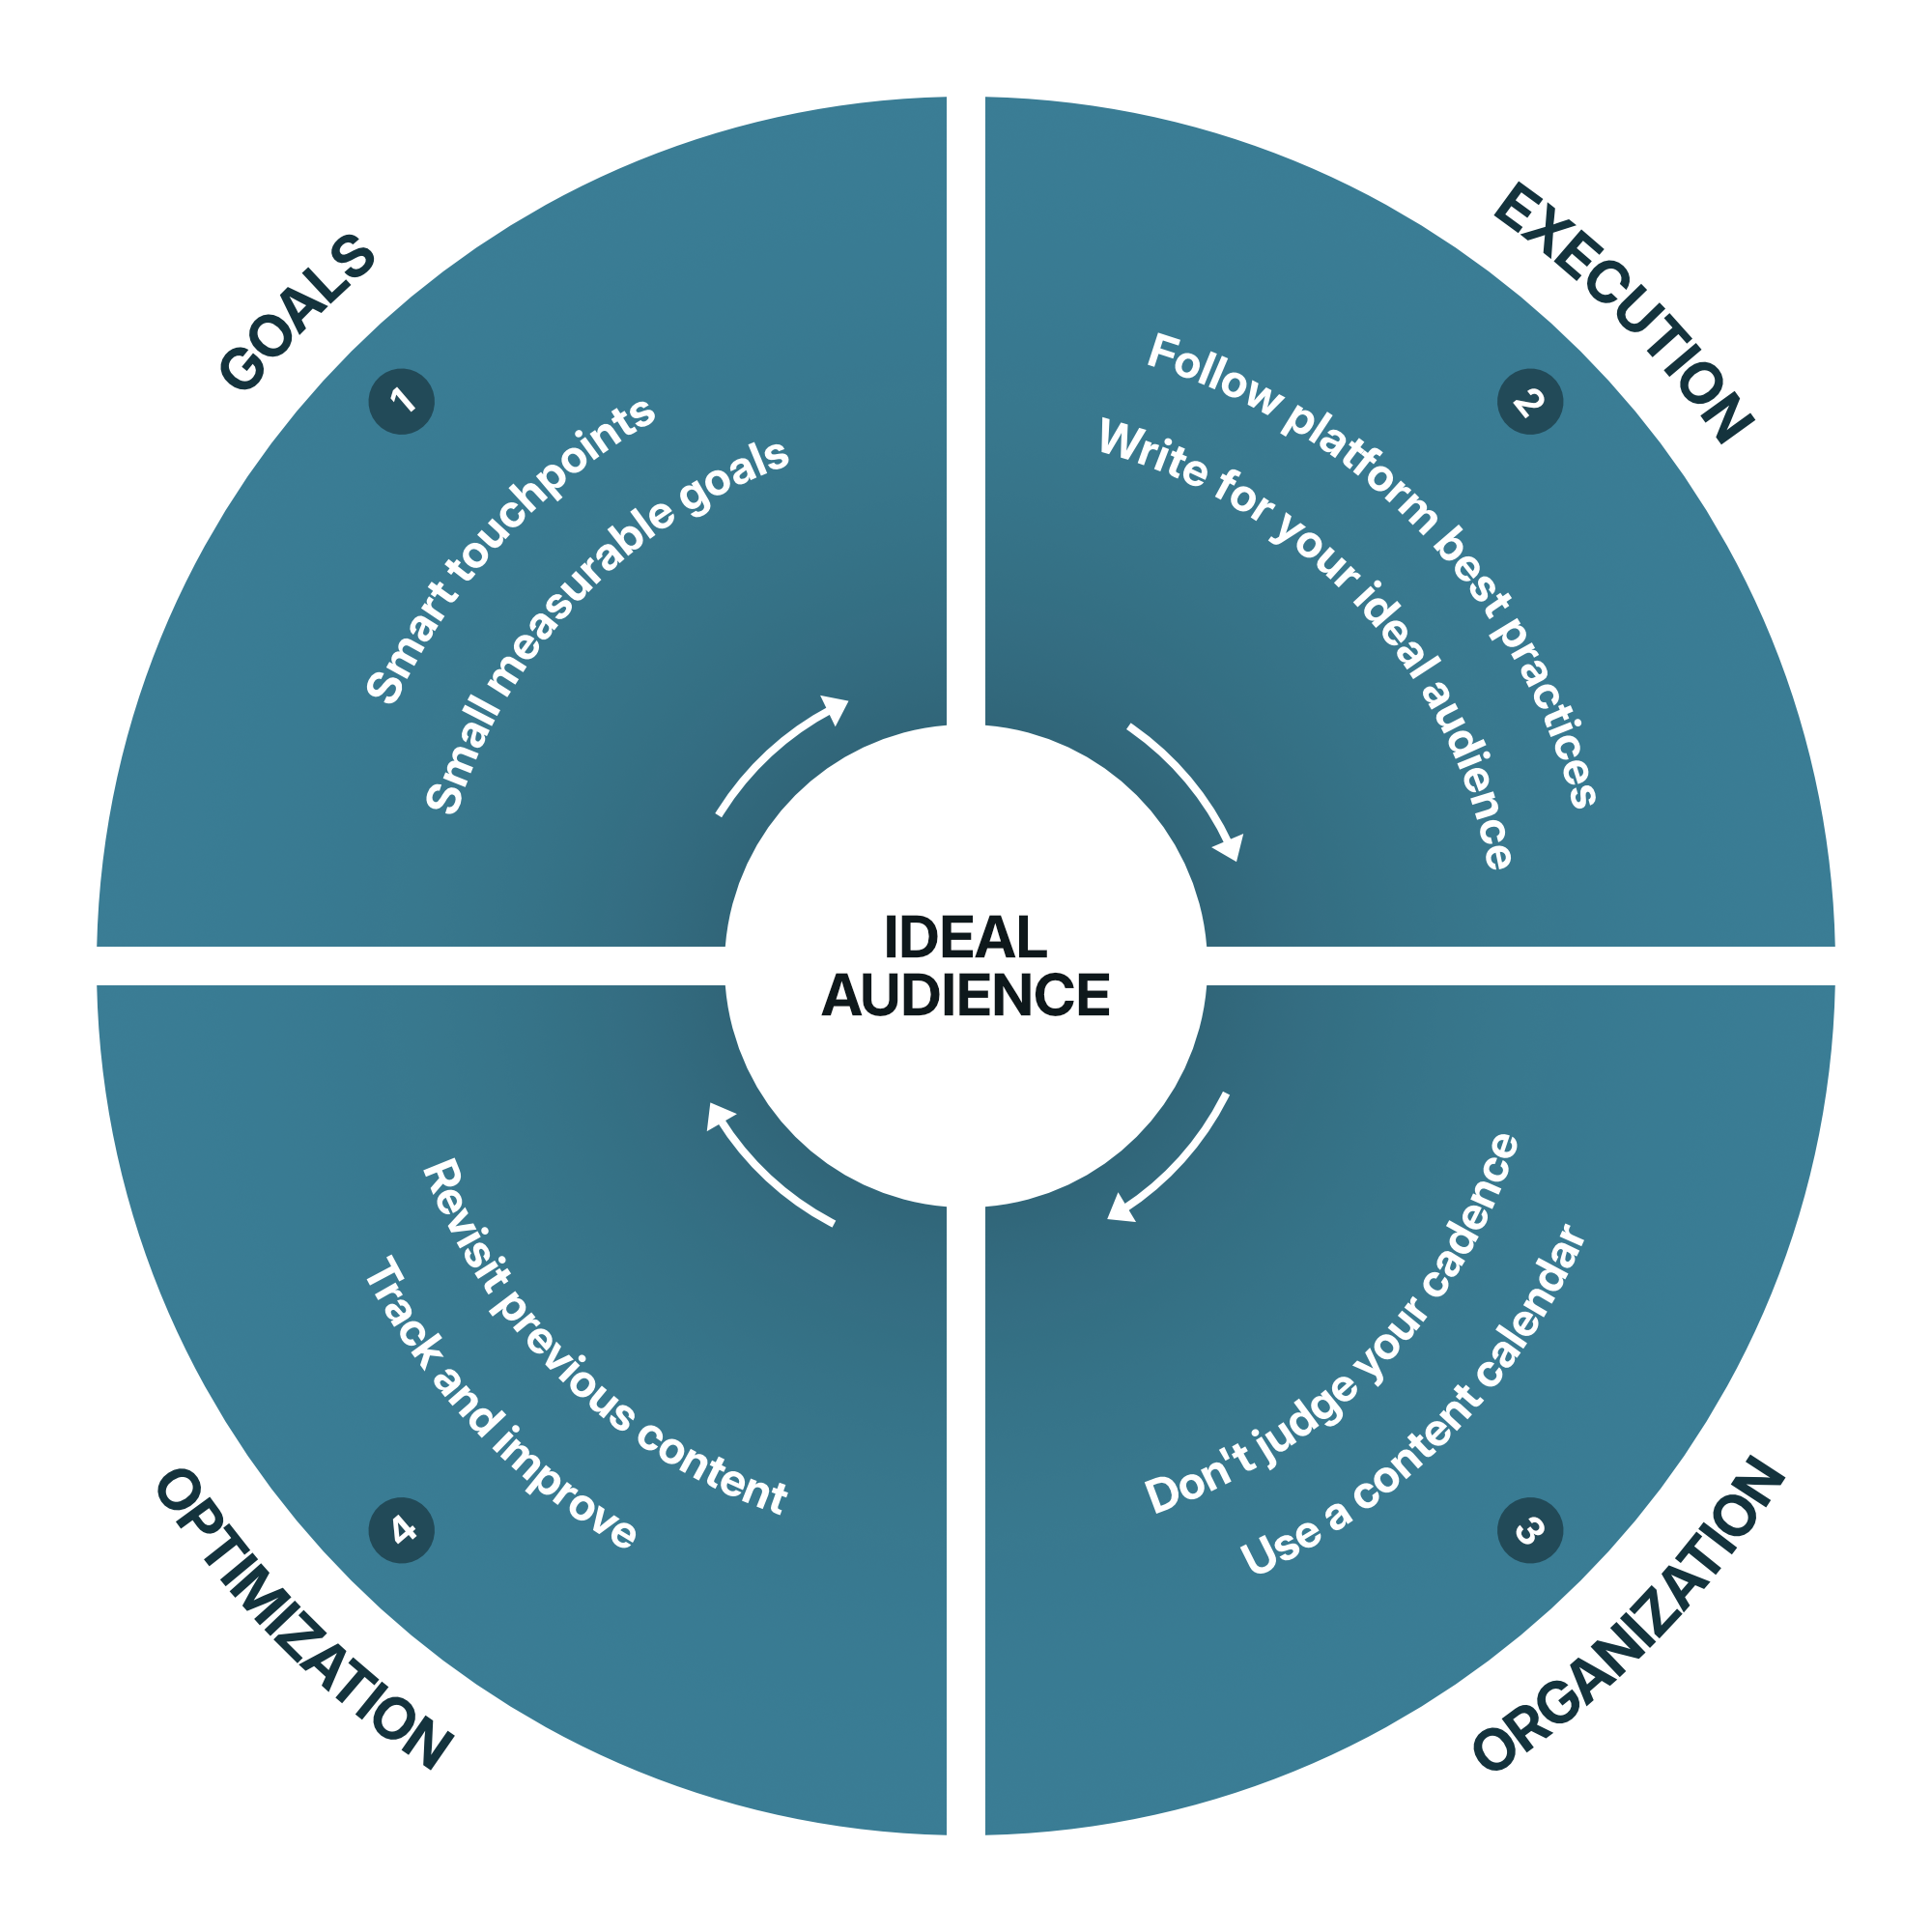 GOALS
1
Smart touchpoints
Small measurable goals
EXECUTION
2
Follow platform best practices
Write for your ideal audience
IDEAL
AUDIENCE
ORGANIZATION
3
Don't judge your cadence
Use a content calendar
OPTIMIZATION
4
Revisit previous content
Track and improve